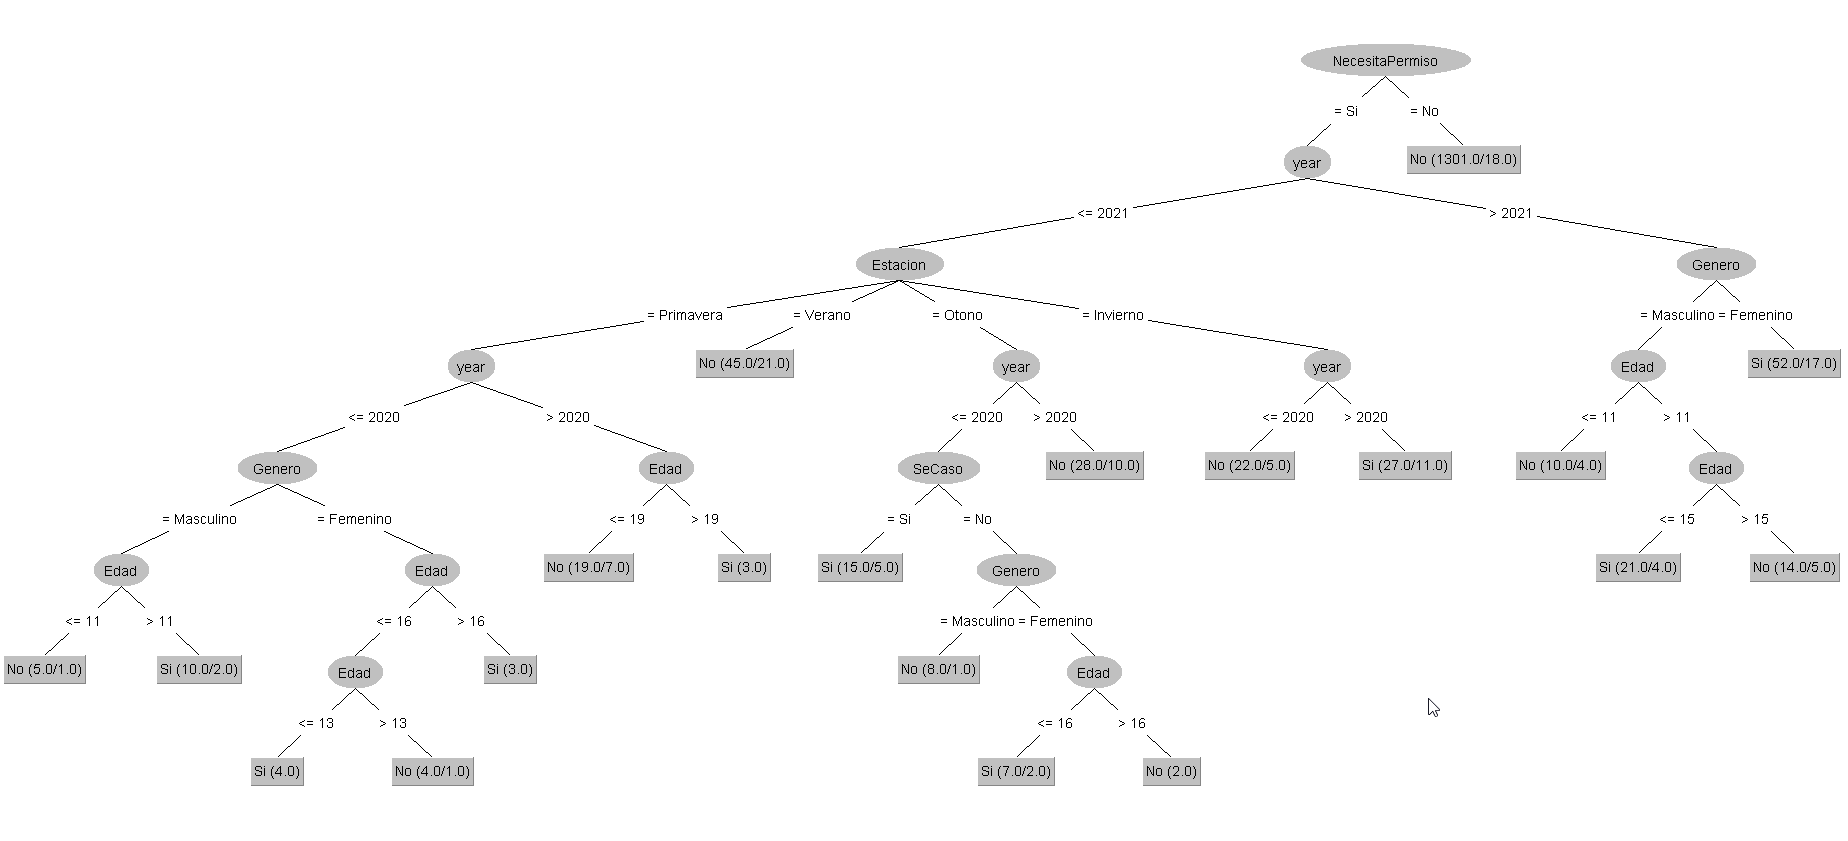 NecesitaPermiso
= Si
= No
year
No (1301.0/18.0)
<= 2021
> 2021
Estacion
Genero
= Primavera
= Verano
= Otono
= Invierno
= Masculino
= Femenino
year
No (45.0/21.0)
year
year
Edad
Si (52.0/17.0)
<= 2020
> 2020
<= 2020
> 2020
<= 2020
> 2020
<= 11
> 11
Genero
Edad
SeCaso
No (28.0/10.0)
No (22.0/5.0)
Si (27.0/11.0)
No (10.0/4.0)
Edad
= Masculino
= Femenino
<= 19
> 19
= Si
= No
<= 15
> 15
Edad
Edad
No (19.0/7.0)
Si (3.0)
Si (15.0/5.0)
Genero
Si (21.0/4.0)
No (14.0/5.0)
<= 11
> 11
<= 16
> 16
= Masculino
= Femenino
No (5.0/1.0)
Si (10.0/2.0)
Edad
Si (3.0)
No (8.0/1.0)
Edad
<= 13
> 13
<= 16
> 16
Si (4.0)
No (4.0/1.0)
Si (7.0/2.0)
No (2.0)